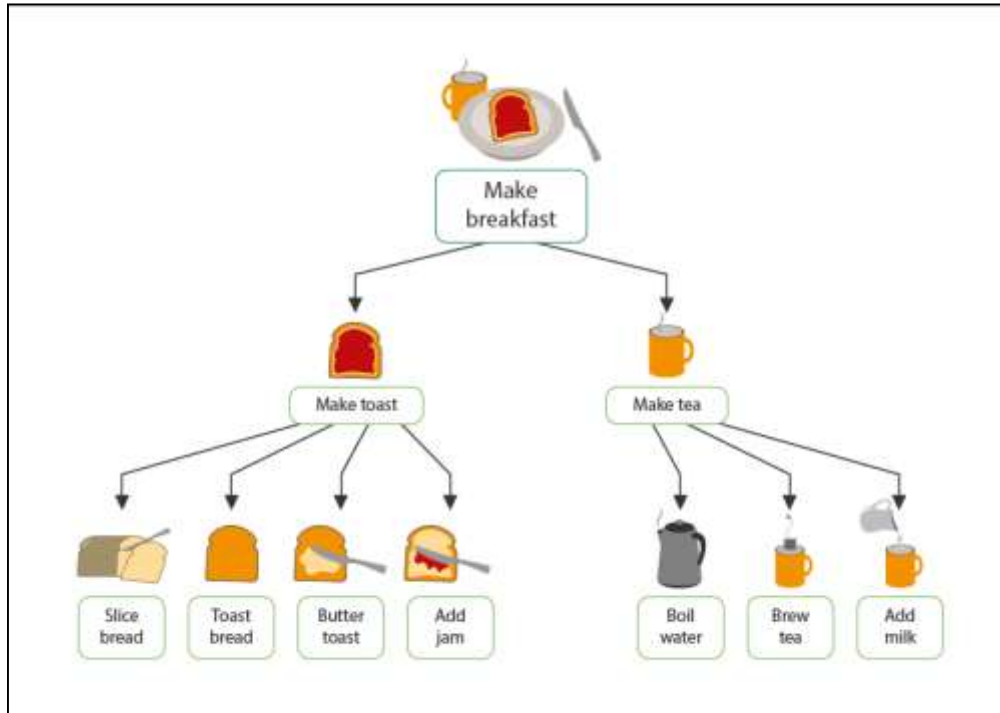 Make
breakfast
Make toast
Make tea
Slice
bread
Toast
bread
Butter
toast
Add
jam
Boil
water
Brew
tea
Add
milk